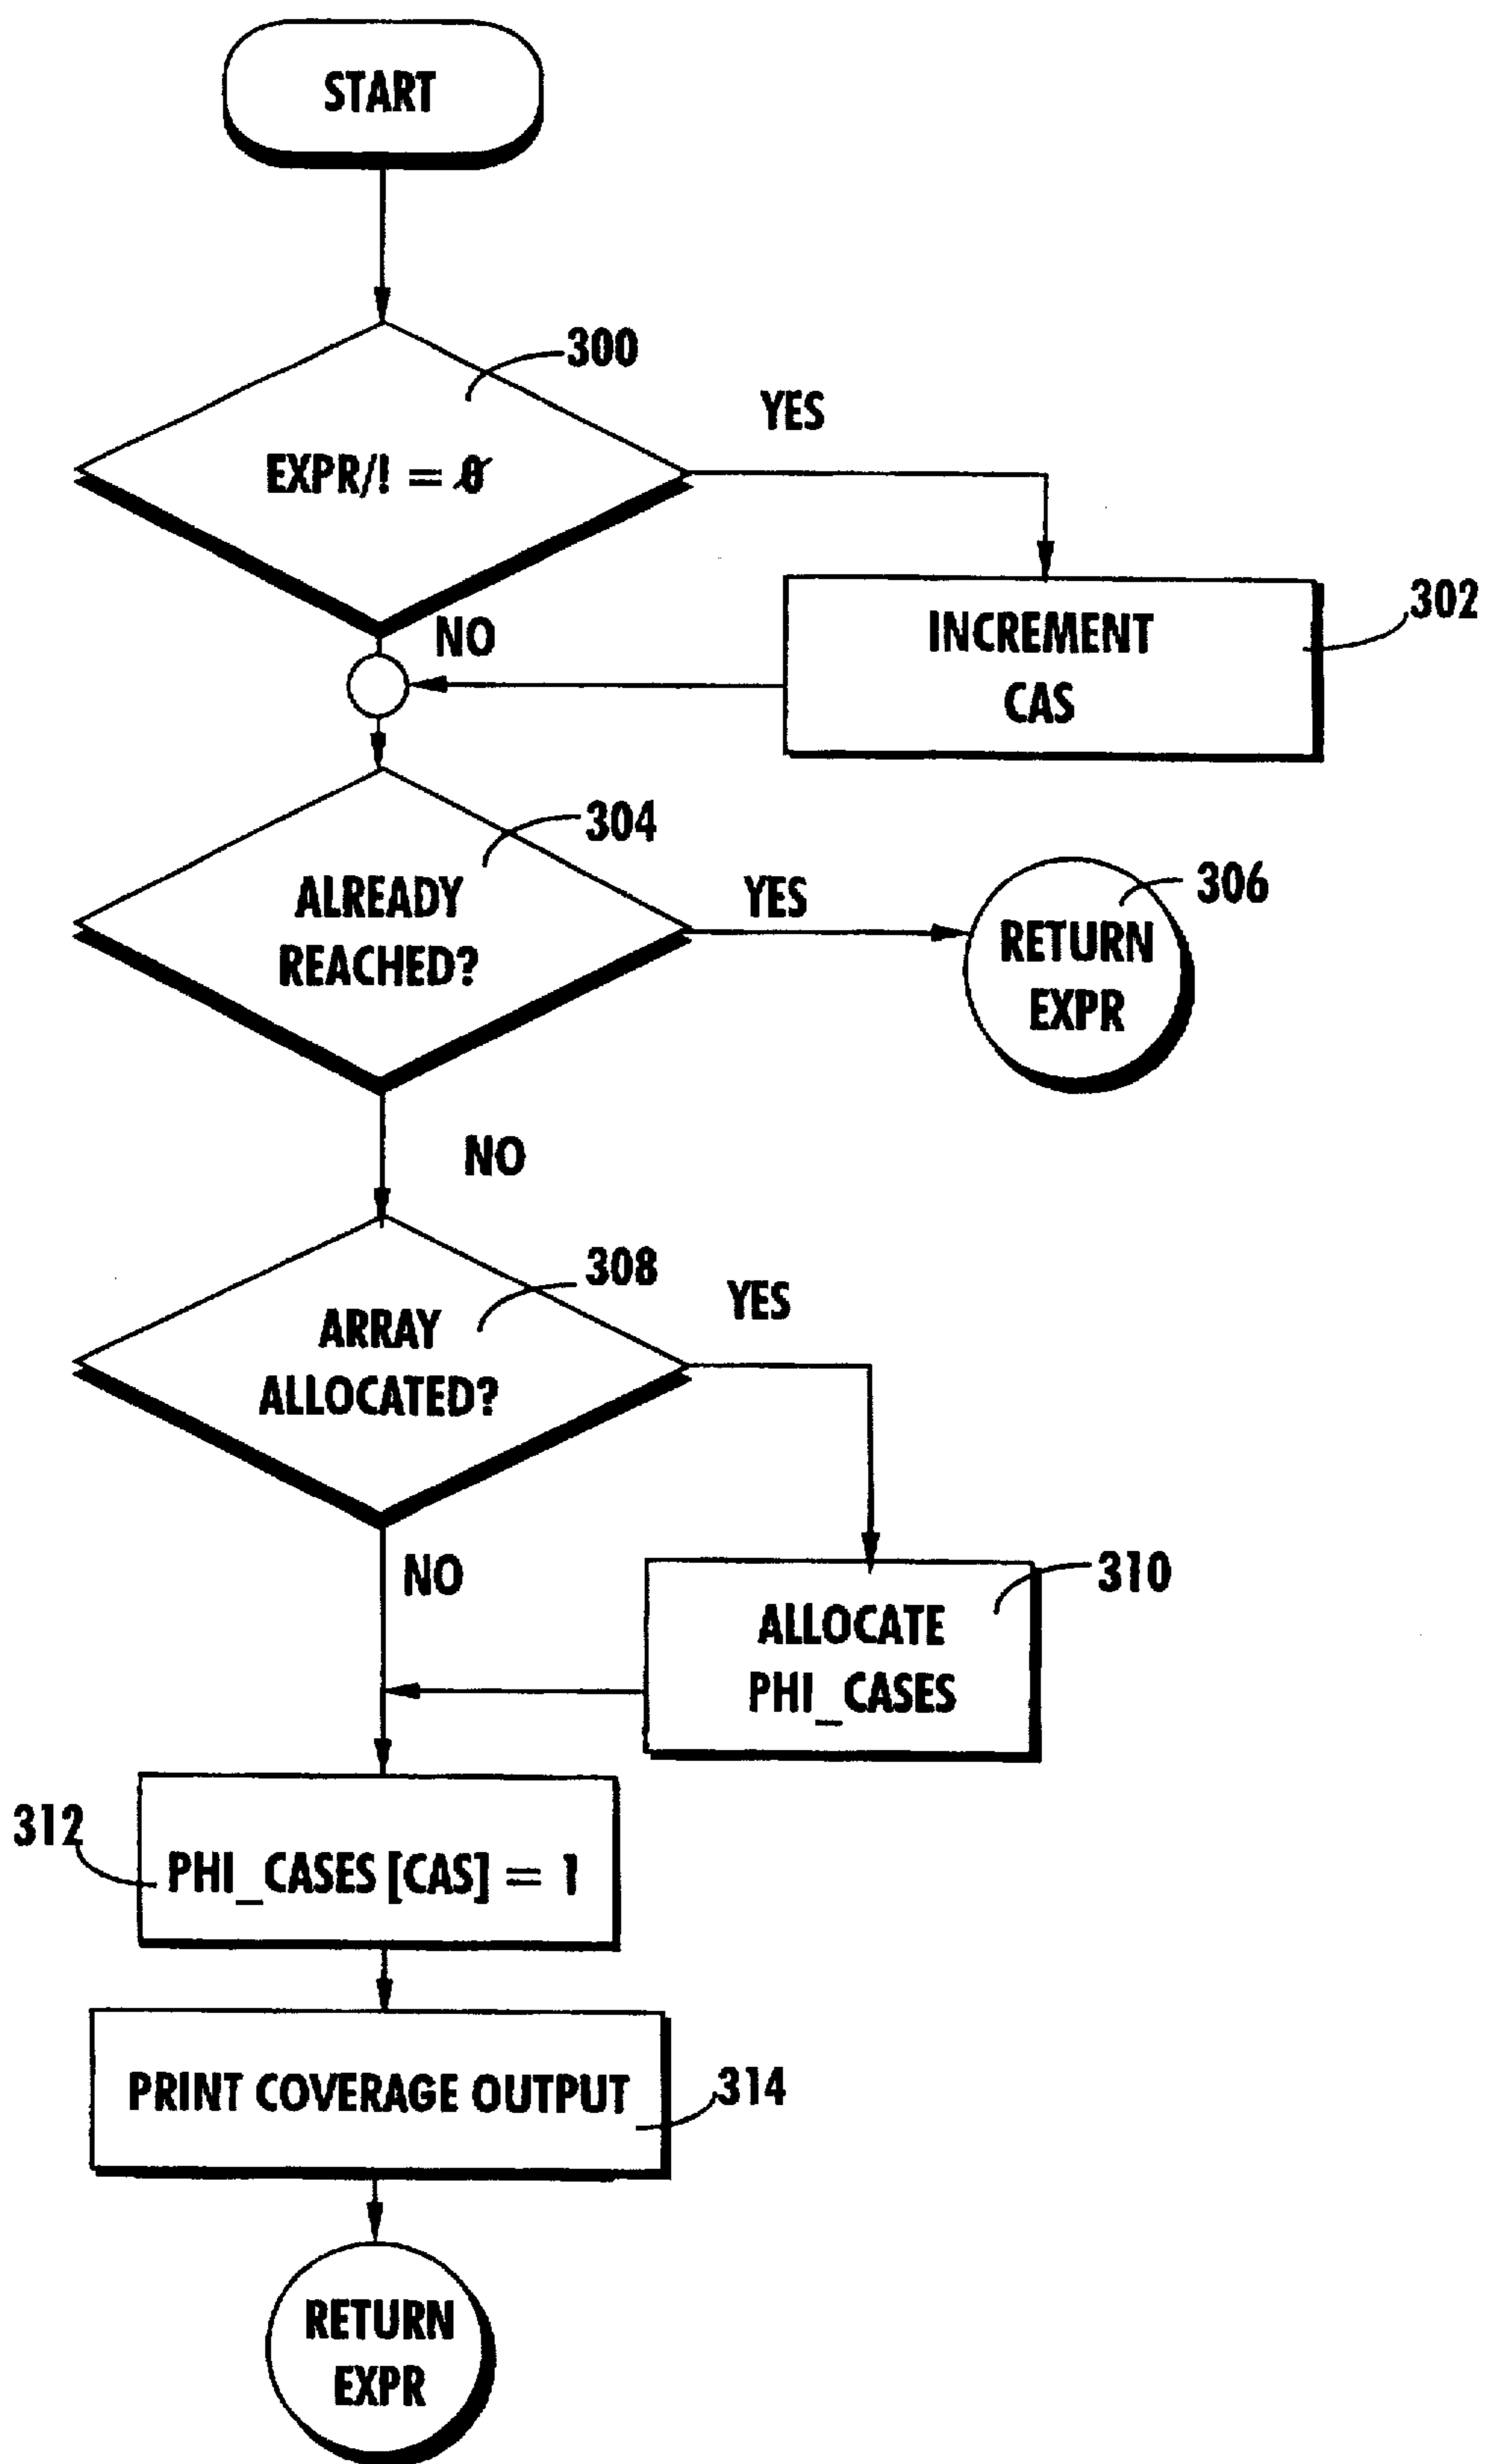 START
300
YES
EXPR/! = 0
302
INCREMENT
CAS
NO
304
ALREADY
REACHED?
YES
306
RETURN
EXPR
NO
308
YES
ARRAY
ALLOCATED?
NO
310
ALLOCATE
PHI_CASES
312
PHI_CASES [CAS] = 1
PRINT COVERAGE OUTPUT
314
RETURN
EXPR